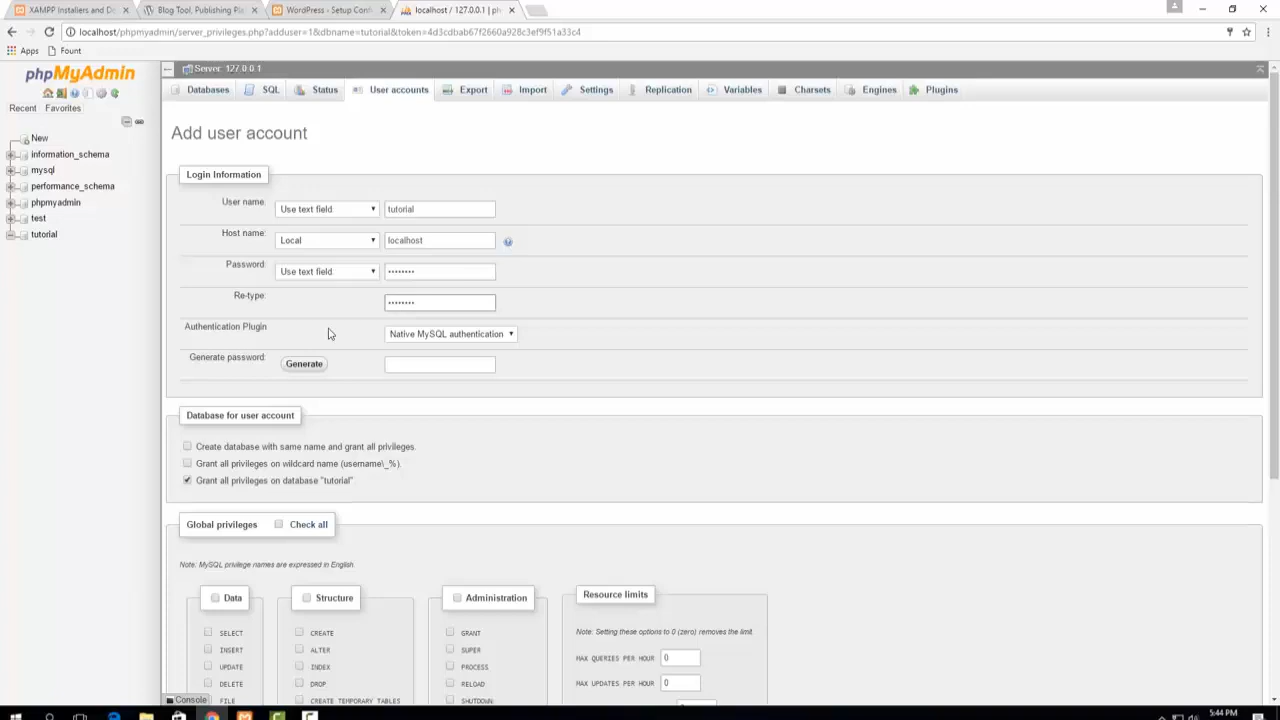 XAMPP Installers and Do
Blog Tool, Publishing Pla
WordPress › Setup Conf
localhost / 127.0.0.1 | ph
localhost/phpmyadmin/server_privileges.php?adduser=1&dbname=tutorial&token=4d3cdbab67f2660a928c3ef9f51a33c4
Apps Fount
phpMyAdmin
Recent Favorites
New
information_schema
mysql
performance_schema
phpmyadmin
test
tutorial
Server: 127.0.0.1
Databases SQL Status User accounts Export Import Settings Replication Variables Charsets Engines Plugins
Add user account
Login Information
User name: Use text field tutorial
Host name: Local localhost
Password: Use text field ••••••••
Re-type: ••••••••
Authentication Plugin Native MySQL authentication
Generate password: Generate
Database for user account
Create database with same name and grant all privileges.
Grant all privileges on wildcard name (username\_%).
Grant all privileges on database "tutorial"
Global privileges Check all
Note: MySQL privilege names are expressed in English.
Data Structure Administration Resource limits
Note: Setting these options to 0 (zero) removes the limit.
SELECT CREATE GRANT
INSERT ALTER SUPER
MAX QUERIES PER HOUR 0
UPDATE INDEX PROCESS
DELETE DROP RELOAD
MAX UPDATES PER HOUR 0
FILE CREATE TEMPORARY TABLES SHUTDOWN
Console
5:44 PM